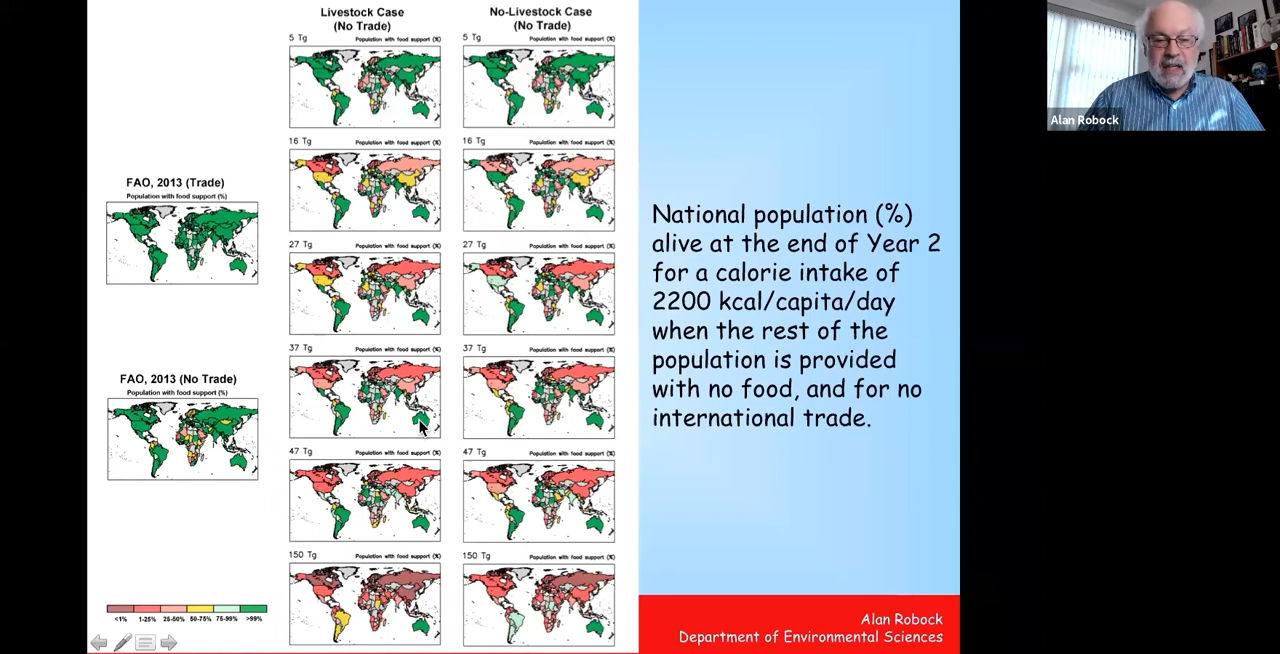 Livestock Case
(No Trade)
No-Livestock Case
(No Trade)
5 Tg
Population with food support (%)
5 Tg
Population with food support (%)
16 Tg
Population with food support (%)
16 Tg
Population with food support (%)
FAO, 2013 (Trade)
Population with food support (%)
27 Tg
Population with food support (%)
27 Tg
Population with food support (%)
37 Tg
Population with food support (%)
37 Tg
Population with food support (%)
FAO, 2013 (No Trade)
Population with food support (%)
47 Tg
Population with food support (%)
47 Tg
Population with food support (%)
150 Tg
Population with food support (%)
150 Tg
Population with food support (%)
<1% 1-25% 25-50% 50-75% 75-99% >99%
National population (%)
alive at the end of Year 2
for a calorie intake of
2200 kcal/capita/day
when the rest of the
population is provided
with no food, and for no
international trade.
Alan Robock
Department of Environmental Sciences
Alan Robock